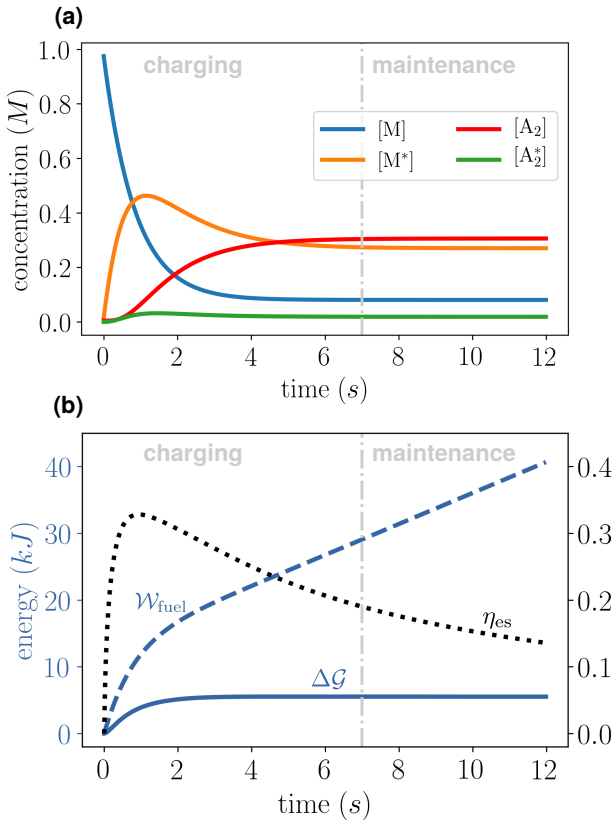 (a)
charging maintenance
1.0
0.8
0.6
0.4
0.2
0.0
concentration (M)
[M] [A₂]
[M*] [A₂*]
0 2 4 6 8 10 12
time (s)
(b)
charging maintenance
40
30
20
10
0
energy (kJ)
0.4
0.3
0.2
0.1
0.0
𝒲fuel
ηes
Δ𝒢
0 2 4 6 8 10 12
time (s)